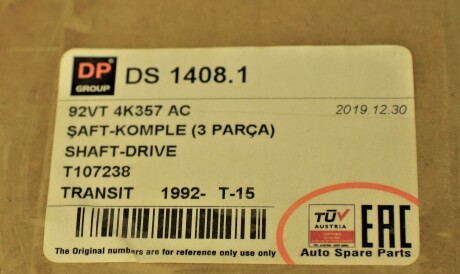 DP
GROUP
DS 1408.1
92VT 4K357 AC
2019.12.30
ŞAFT-KOMPLE (3 PARÇA)
SHAFT-DRIVE
T107238
TRANSIT 1992- T-15
TÜV
AUSTRIA
EAC
Auto Spare Parts
The Original numbers are for reference only use only